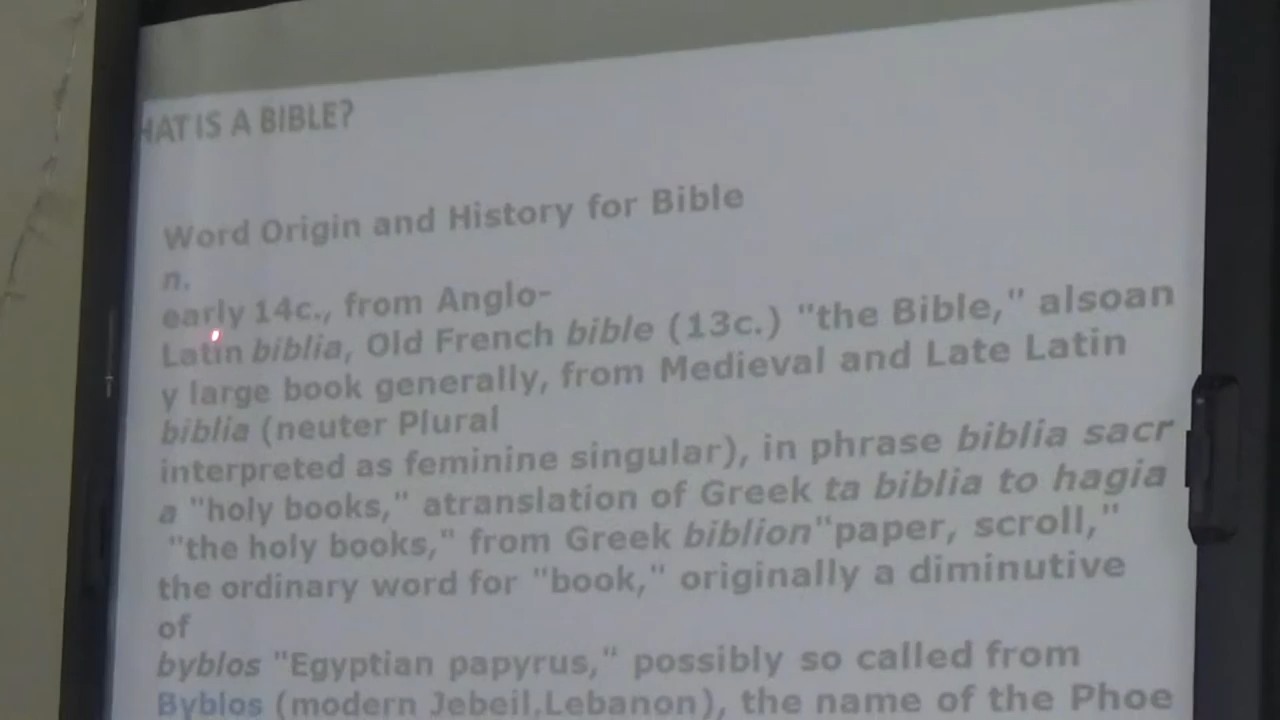 HAT IS A BIBLE?
Word Origin and History for Bible
n.
early 14c., from Anglo-
Latin biblia, Old French bible (13c.) "the Bible," alsoan
y large book generally, from Medieval and Late Latin
biblia (neuter Plural
interpreted as feminine singular), in phrase biblia sacr
a "holy books," atranslation of Greek ta biblia to hagia
"the holy books," from Greek biblion"paper, scroll,"
the ordinary word for "book," originally a diminutive
of
byblos "Egyptian papyrus," possibly so called from
Byblos (modern Jebeil,Lebanon), the name of the Phoe